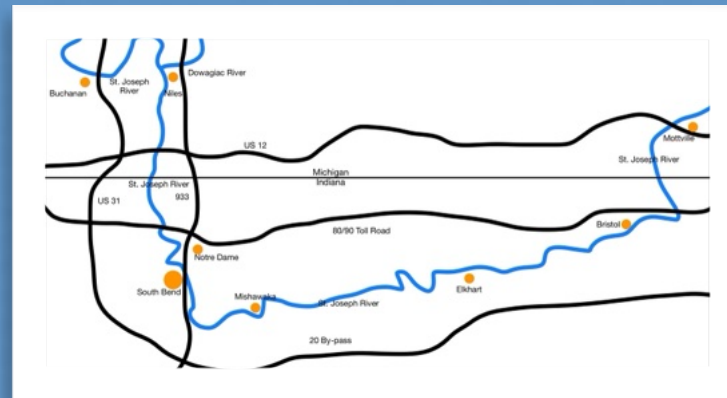 Dowagiac River
Buchanan
St. Joseph
River
Niles
US 12
Mottville
St. Joseph River
Michigan
Indiana
St. Joseph River
933
US 31
Bristol
80/90 Toll Road
Notre Dame
South Bend
Mishawaka
St. Joseph River
Elkhart
20 By-pass